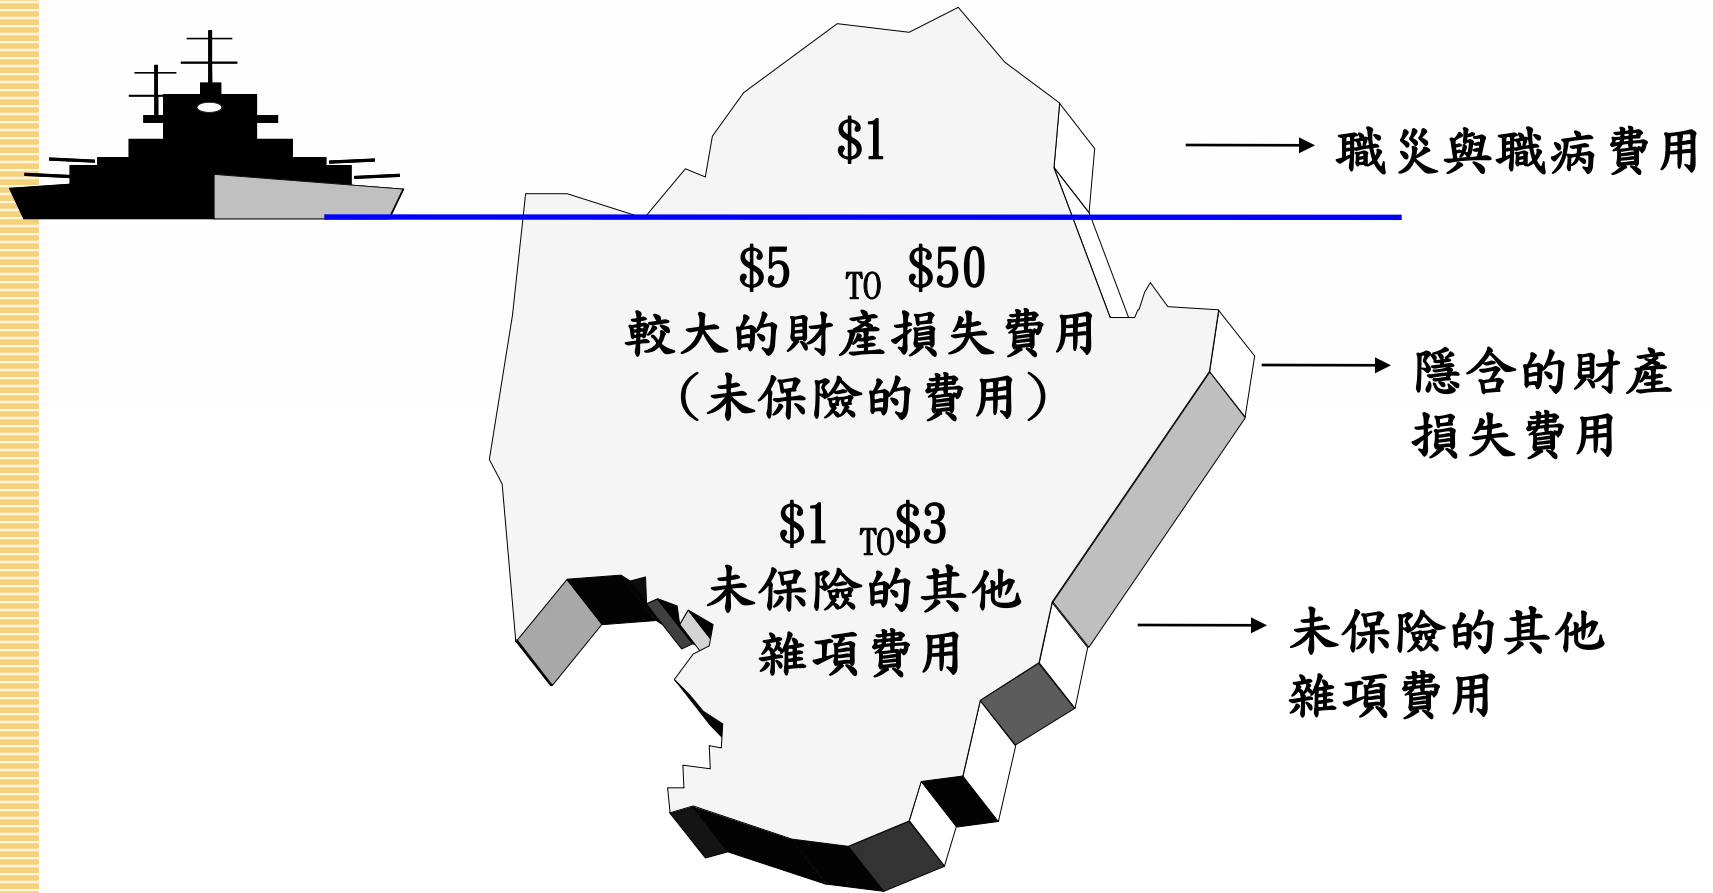 $1
職災與職病費用
$5 TO $50
較大的財產損失費用
(未保險的費用)
隱含的財產
損失費用
$1 TO $3
未保險的其他
雜項費用
未保險的其他
雜項費用